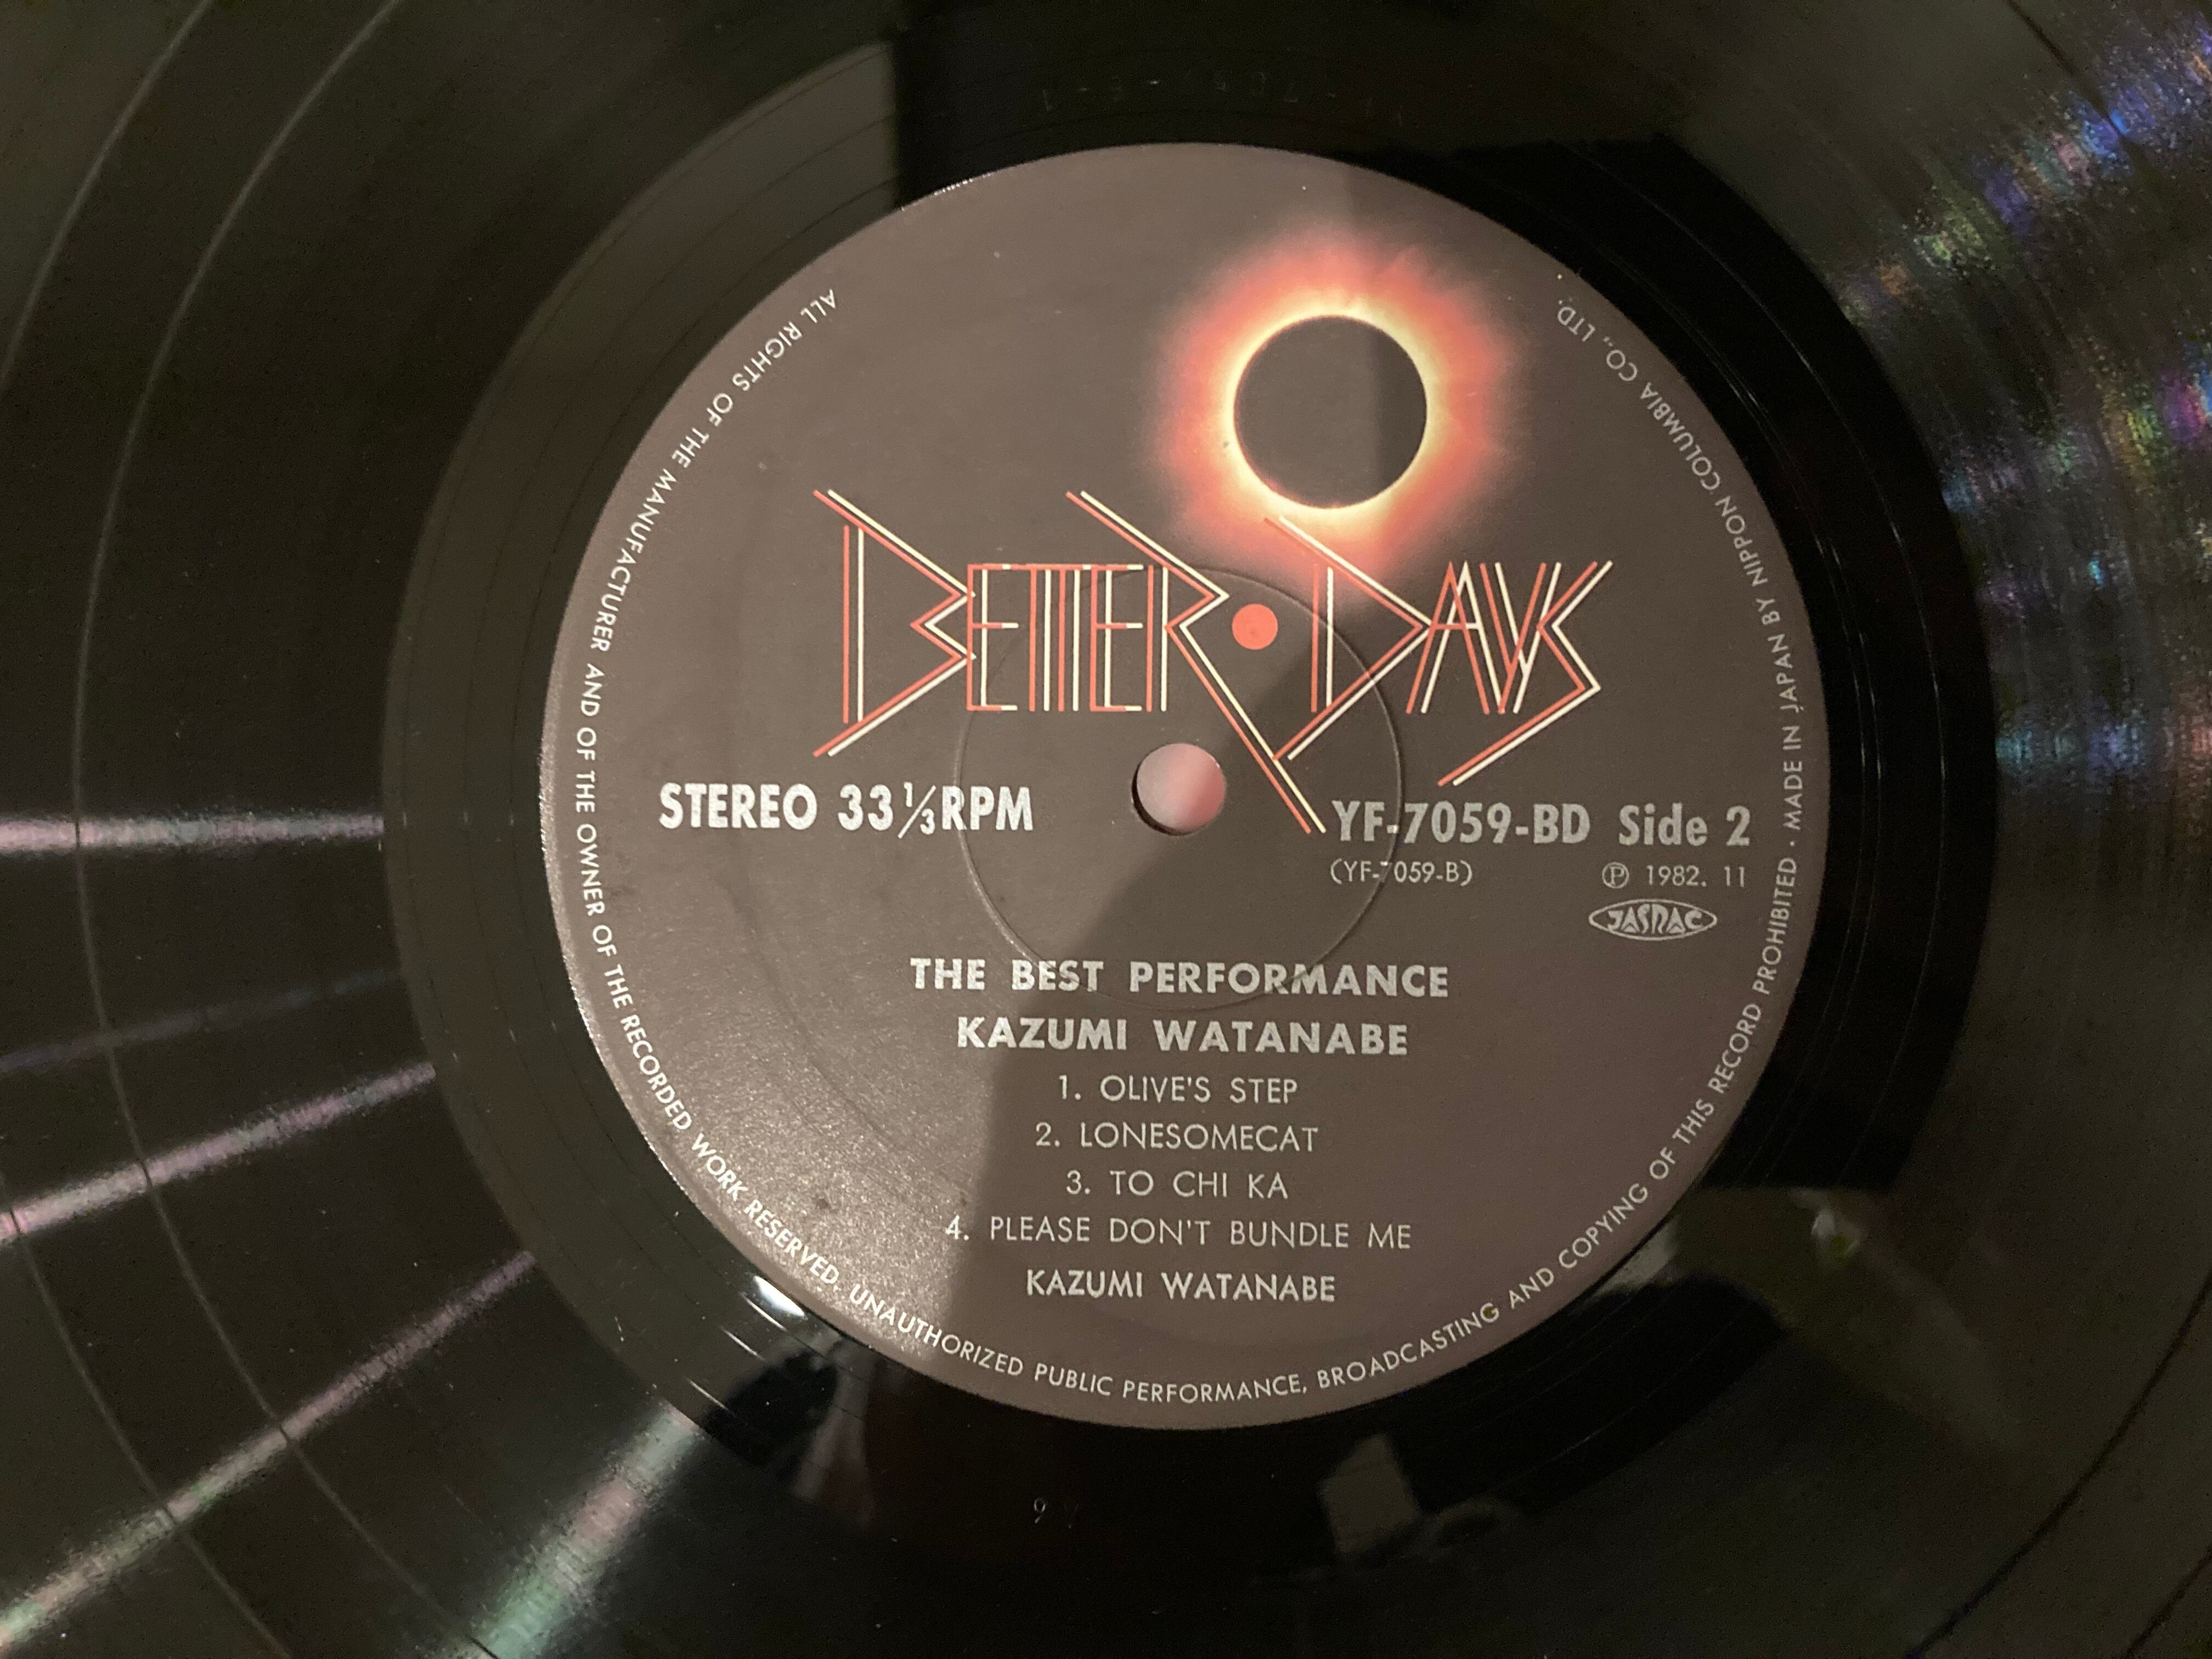 BETTER • DAYS
STEREO 33⅓RPM
YF-7059-BD Side 2
(YF-7059-B)
Ⓟ 1982. 11
JASRAC
THE BEST PERFORMANCE
KAZUMI WATANABE
1. OLIVE'S STEP
2. LONESOMECAT
3. TO CHI KA
4. PLEASE DON'T BUNDLE ME
KAZUMI WATANABE
ALL RIGHTS OF THE MANUFACTURER AND OF THE OWNER OF THE RECORDED WORK RESERVED. UNAUTHORIZED PUBLIC PERFORMANCE, BROADCASTING AND COPYING OF THIS RECORD PROHIBITED • MADE IN JAPAN BY NIPPON COLUMBIA CO., LTD.